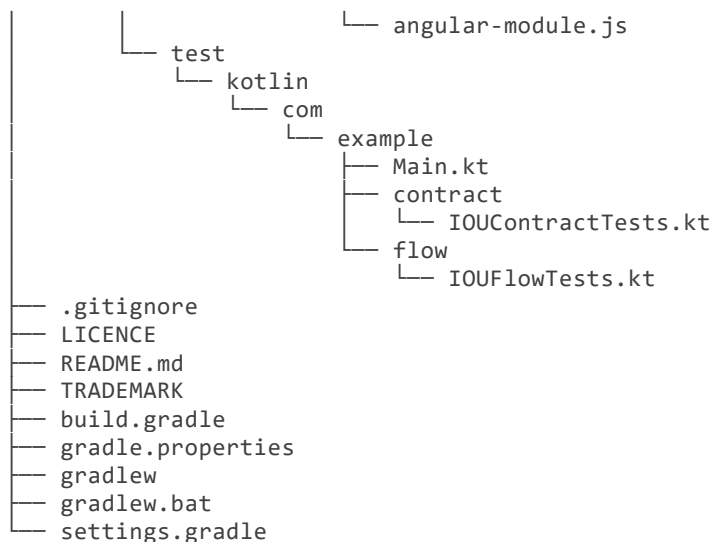 │       │               └── angular-module.js
│       └── test
│           └── kotlin
│               └── com
│                   └── example
│                       ├── Main.kt
│                       ├── contract
│                       │   └── IOUContractTests.kt
│                       └── flow
│                           └── IOUFlowTests.kt
├── .gitignore
├── LICENCE
├── README.md
├── TRADEMARK
├── build.gradle
├── gradle.properties
├── gradlew
├── gradlew.bat
└── settings.gradle